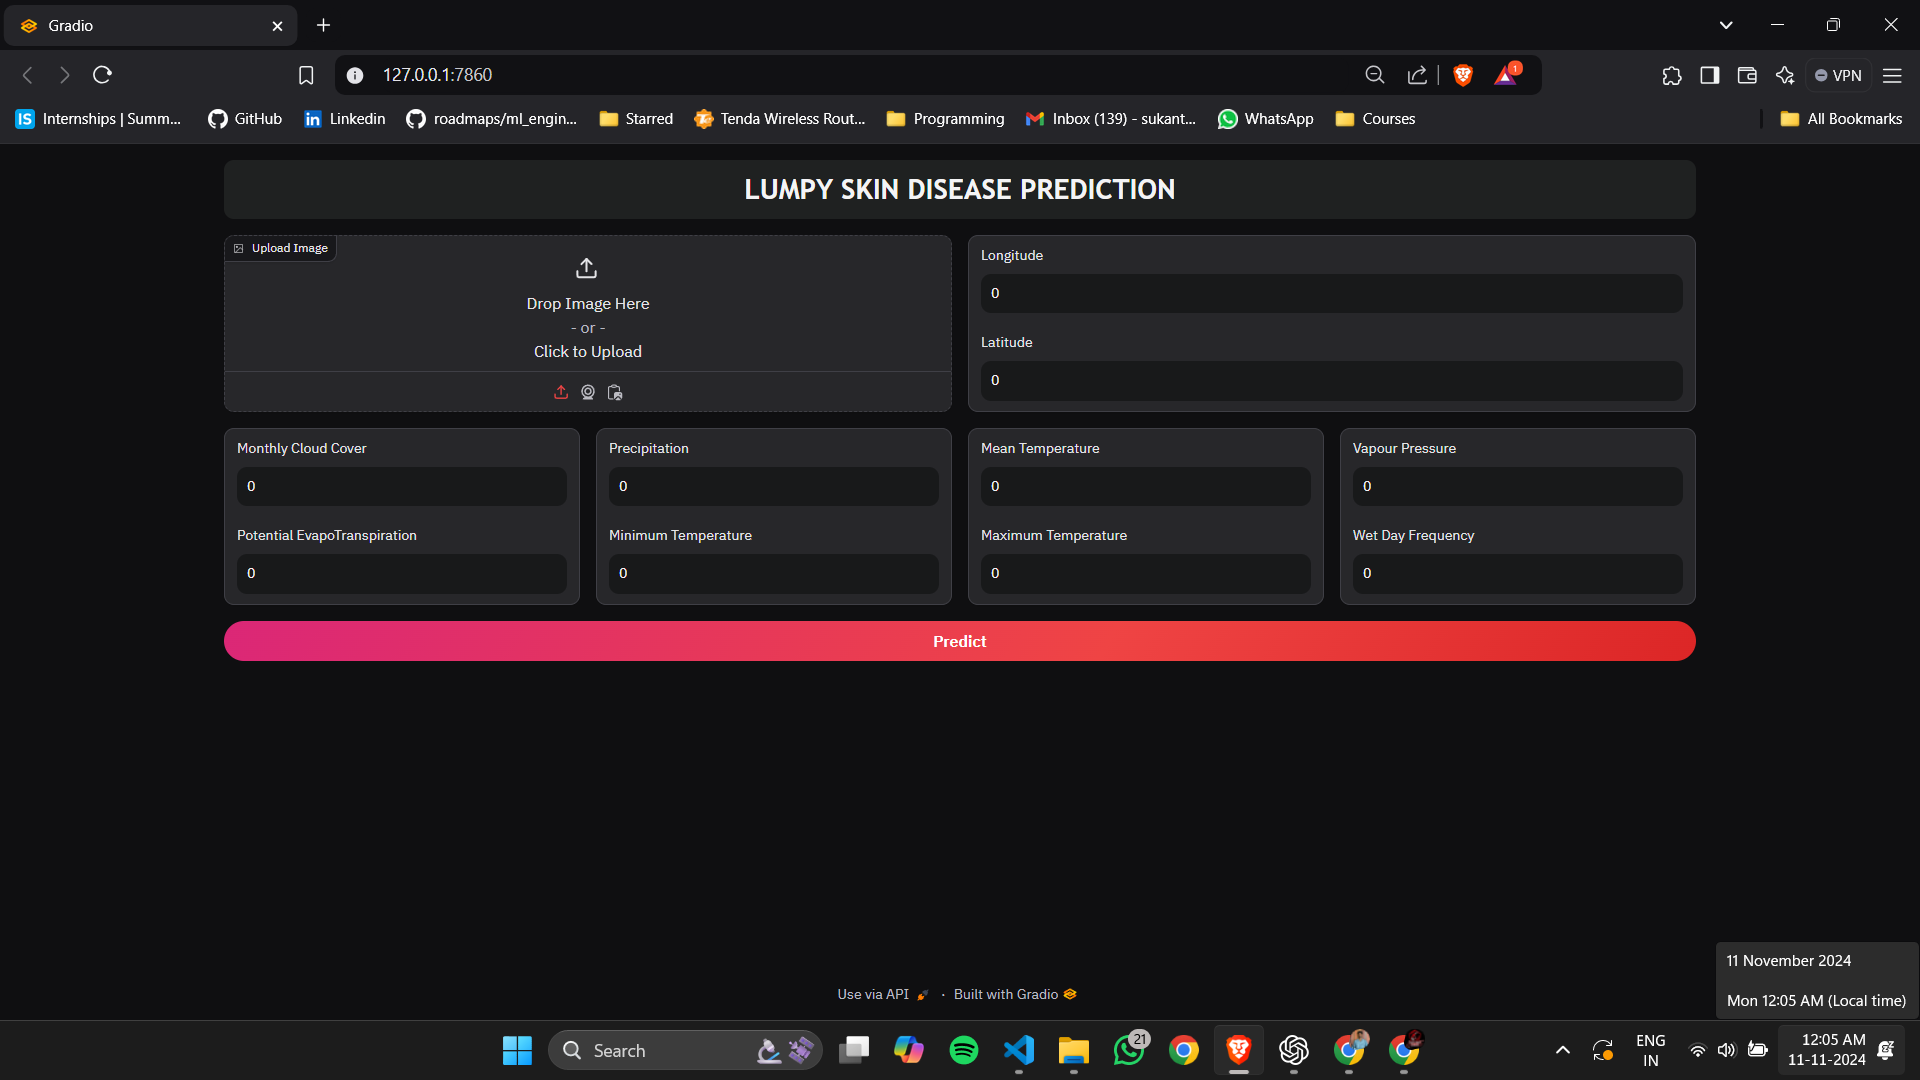 Gradio
127.0.0.1:7860
1
VPN
IS Internships | Summ...
GitHub
in Linkedin
roadmaps/ml_engin...
Starred
Tenda Wireless Rout...
Programming
Inbox (139) - sukant...
WhatsApp
Courses
All Bookmarks
LUMPY SKIN DISEASE PREDICTION
Upload Image
Drop Image Here
- or -
Click to Upload
Longitude
0
Latitude
0
Monthly Cloud Cover
0
Potential EvapoTranspiration
0
Precipitation
0
Minimum Temperature
0
Mean Temperature
0
Maximum Temperature
0
Vapour Pressure
0
Wet Day Frequency
0
Predict
Use via API · Built with Gradio
11 November 2024
Mon 12:05 AM (Local time)
Search
21
ENG
IN
12:05 AM
11-11-2024